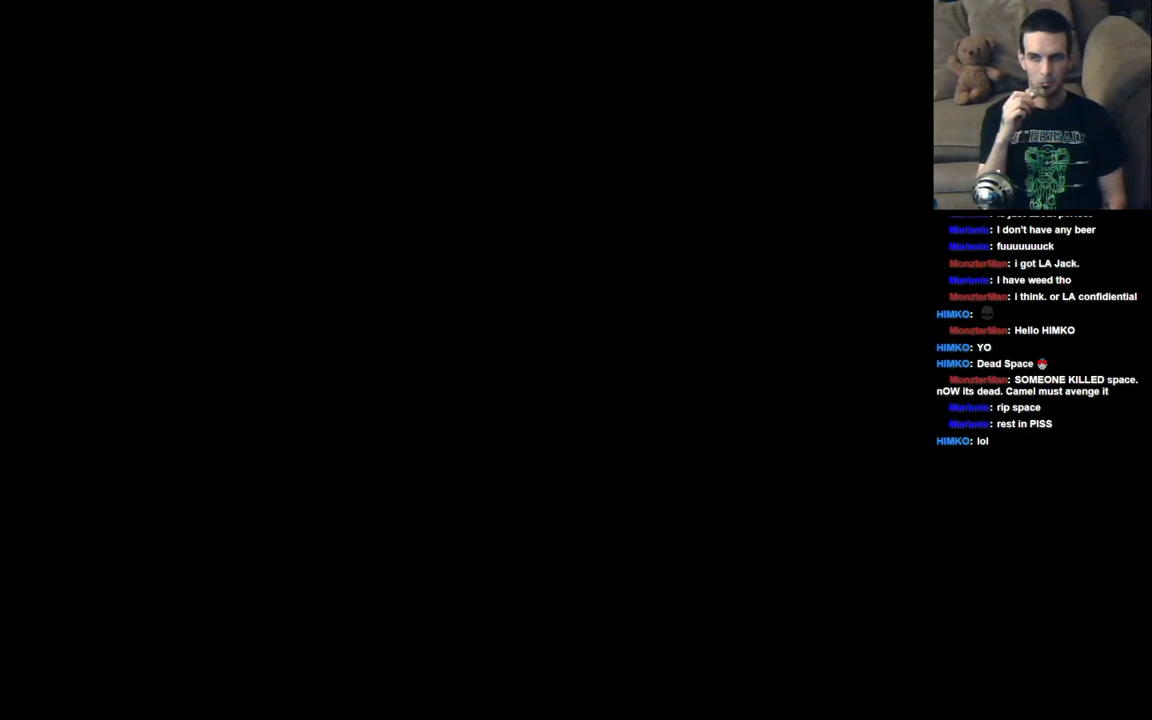 BRIGADE
I don't have any beer
fuuuuuuuck
MonzterMan: i got LA Jack.
I have weed tho
MonzterMan: i think. or LA confidiential
HIMKO:
MonzterMan: Hello HIMKO
HIMKO: YO
HIMKO: Dead Space
MonzterMan: SOMEONE KILLED space.
nOW its dead. Camel must avenge it
rip space
rest in PISS
HIMKO: lol